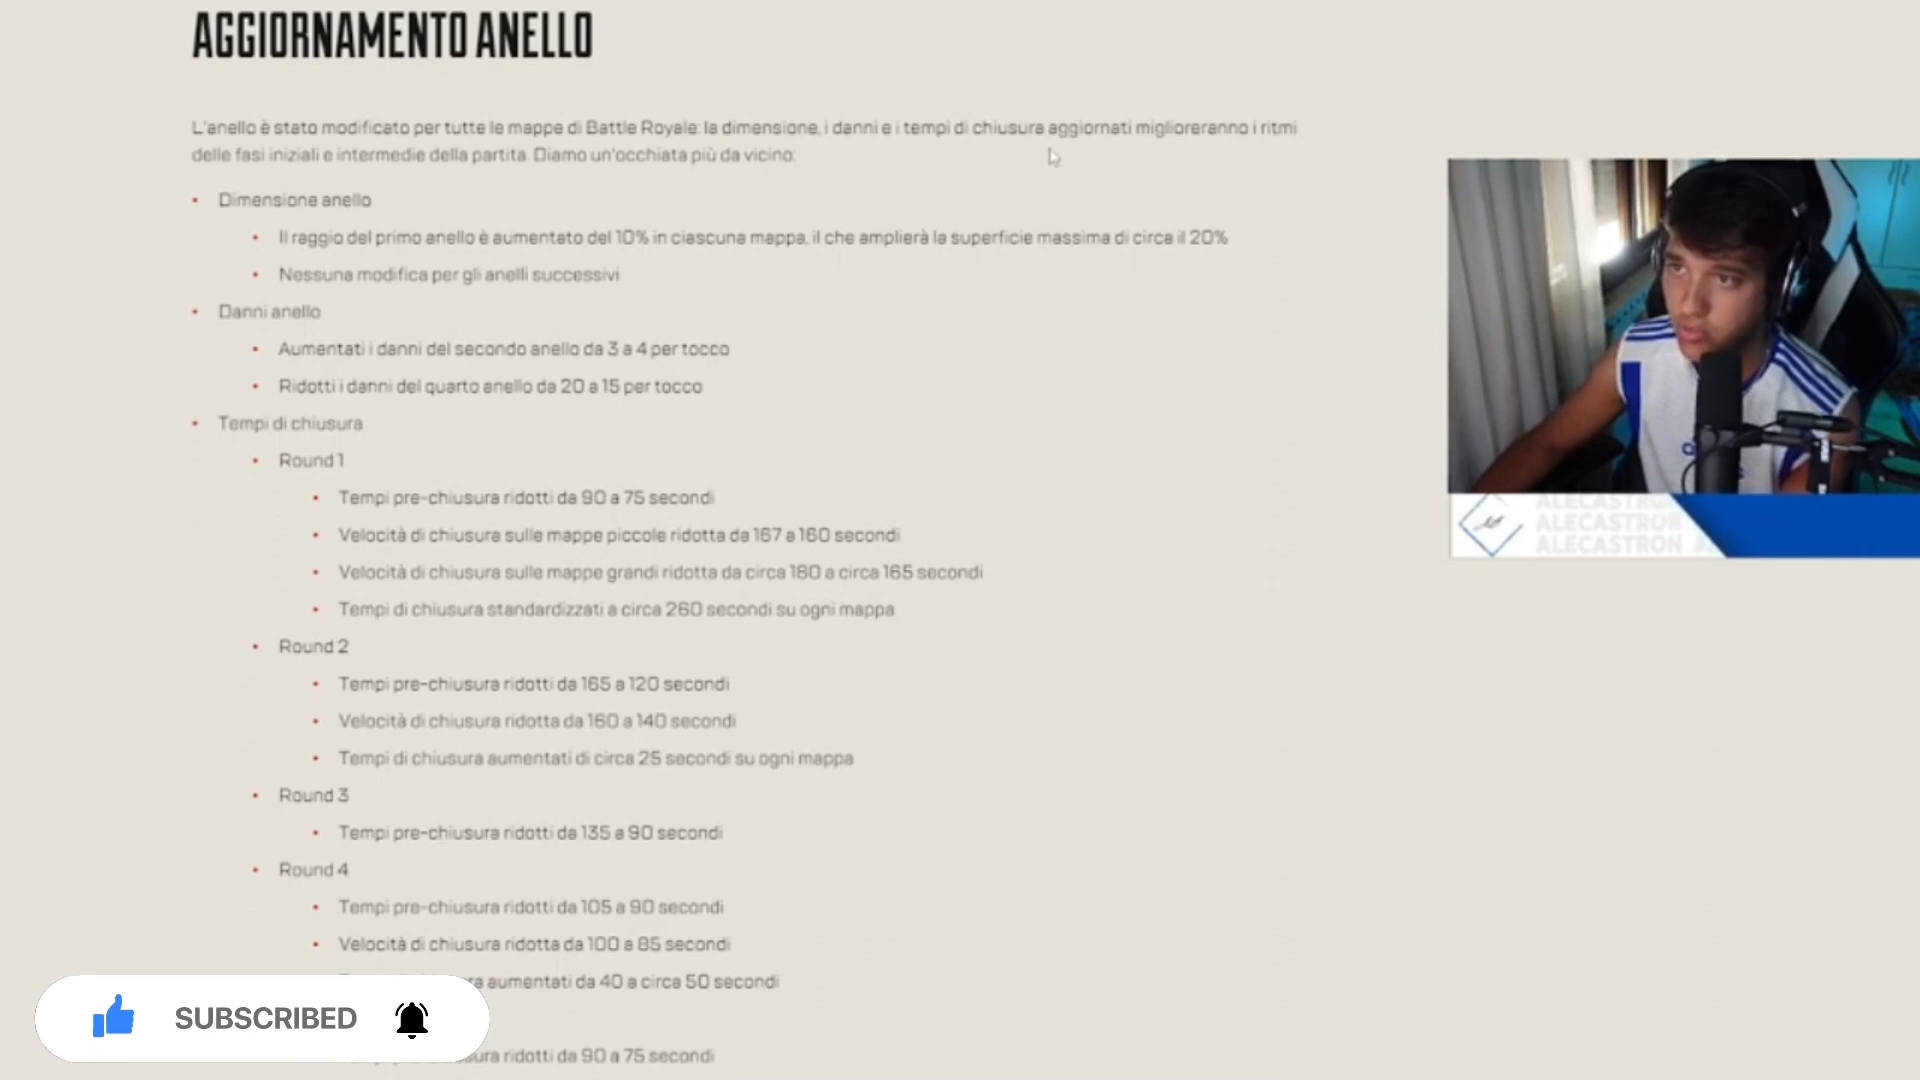 AGGIORNAMENTO ANELLO
L'anello è stato modificato per tutte le mappe di Battle Royale: la dimensione, i danni e i tempi di chiusura aggiornati miglioreranno i ritmi
delle fasi iniziali e intermedie della partita. Diamo un'occhiata più da vicino:
• Dimensione anello
• Il raggio del primo anello è aumentato del 10% in ciascuna mappa, il che amplierà la superficie massima di circa il 20%
• Nessuna modifica per gli anelli successivi
• Danni anello
• Aumentati i danni del secondo anello da 3 a 4 per tocco
• Ridotti i danni del quarto anello da 20 a 15 per tocco
• Tempi di chiusura
• Round 1
• Tempi pre-chiusura ridotti da 90 a 75 secondi
• Velocità di chiusura sulle mappe piccole ridotta da 167 a 160 secondi
• Velocità di chiusura sulle mappe grandi ridotta da circa 180 a circa 165 secondi
• Tempi di chiusura standardizzati a circa 260 secondi su ogni mappa
• Round 2
• Tempi pre-chiusura ridotti da 165 a 120 secondi
• Velocità di chiusura ridotta da 160 a 140 secondi
• Tempi di chiusura aumentati di circa 25 secondi su ogni mappa
• Round 3
• Tempi pre-chiusura ridotti da 135 a 90 secondi
• Round 4
• Tempi pre-chiusura ridotti da 105 a 90 secondi
• Velocità di chiusura ridotta da 100 a 85 secondi
aumentati da 40 a circa 50 secondi
ridotti da 90 a 75 secondi
SUBSCRIBED
ALECASTRON
ALECASTRON
ALECASTRON